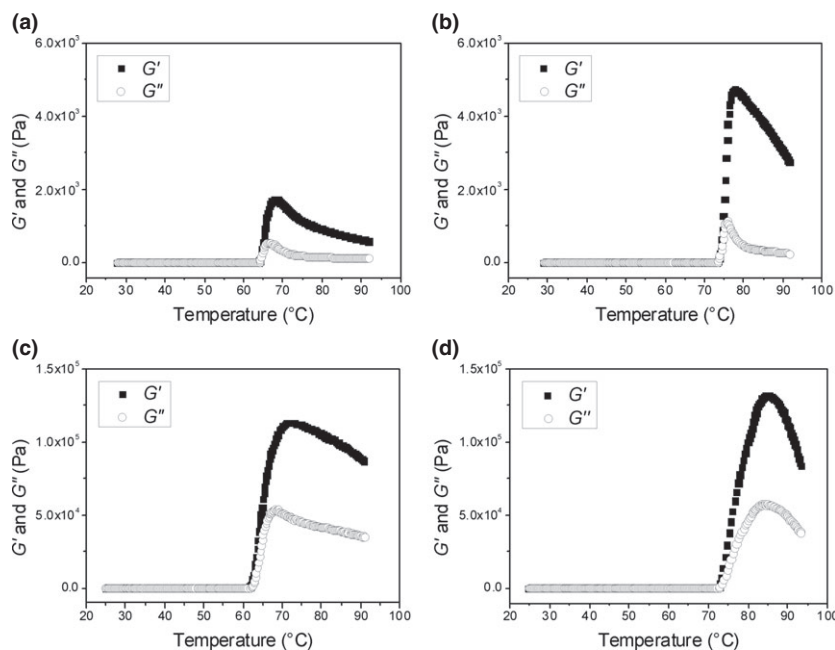 (a)
6.0x10³
4.0x10³
2.0x10³
0.0
G' and G" (Pa)
G'
G"
20 30 40 50 60 70 80 90 100
Temperature (°C)
(b)
6.0x10³
4.0x10³
2.0x10³
0.0
G' and G" (Pa)
G'
G"
20 30 40 50 60 70 80 90 100
Temperature (°C)
(c)
1.5x10⁵
1.0x10⁵
5.0x10⁴
0.0
G' and G" (Pa)
G'
G"
20 30 40 50 60 70 80 90 100
Temperature (°C)
(d)
1.5x10⁵
1.0x10⁵
5.0x10⁴
0.0
G' and G" (Pa)
G'
G''
20 30 40 50 60 70 80 90 100
Temperature (°C)